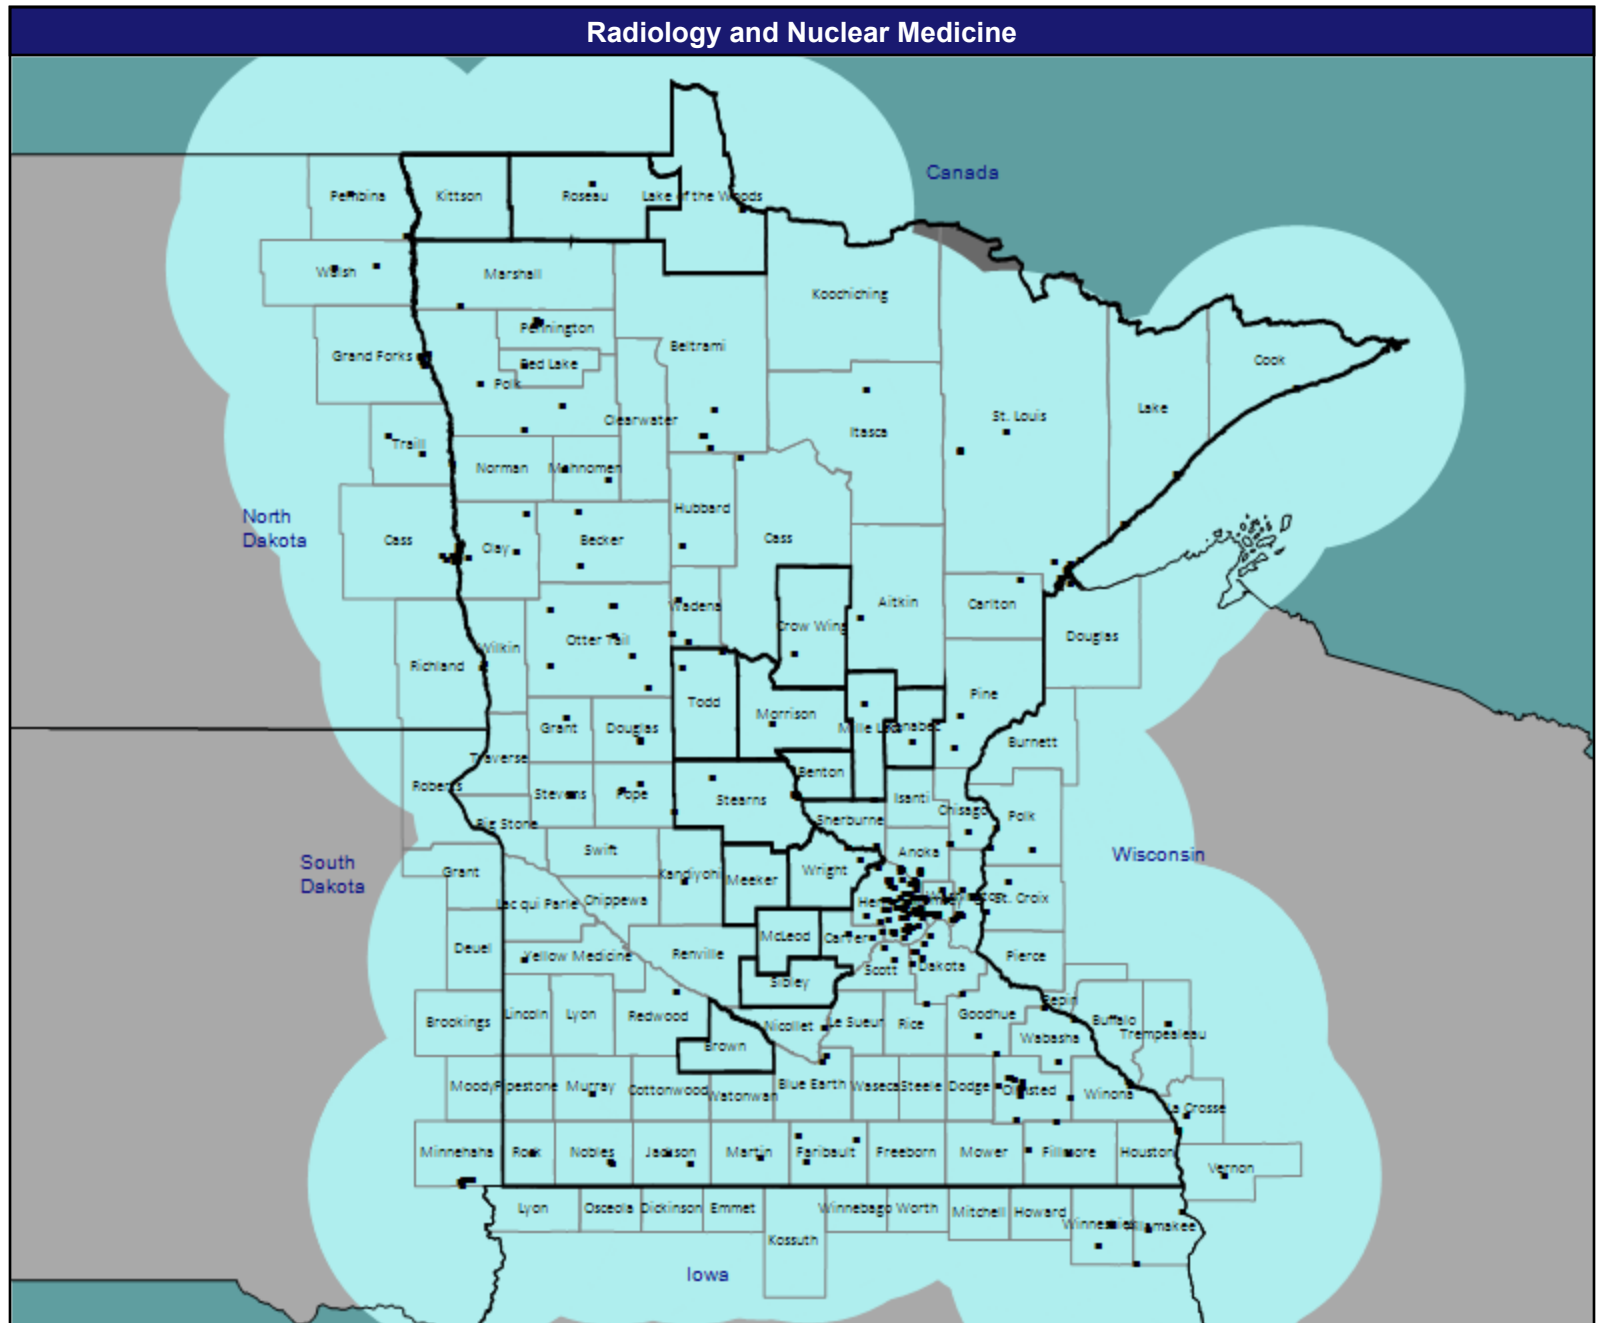 Radiology and Nuclear Medicine
Canada
Pembina
Kittson
Roseau
Lake of the Woods
Walsh
Marshall
Koochiching
Pennington
Grand Forks
Beltrami
Cook
Red Lake
Polk
Lake
St. Louis
Clearwater
Itasca
Traill
Norman
Mahnomen
Hubbard
North
Dakota
Cass
Clay
Becker
Cass
Wadena
Aitkin
Carlton
Crow Wing
Douglas
Otter Tail
Wilkin
Richland
Pine
Todd
Morrison
Grant
Douglas
Mille Lacs
Kanabec
Burnett
Traverse
Benton
Roberts
Stevens
Pope
Stearns
Isanti
Chisago
Polk
Big Stone
Sherburne
Swift
Anoka
Wisconsin
South
Dakota
Grant
Kandiyohi
Meeker
Wright
Lac qui Parle
Chippewa
St. Croix
McLeod
Carver
Deuel
Yellow Medicine
Renville
Scott
Dakota
Pierce
Sibley
Pepin
Brookings
Lincoln
Lyon
Redwood
Nicollet
Le Sueur
Rice
Goodhue
Buffalo
Trempealeau
Wabasha
Brown
Moody
Pipestone
Murray
Cottonwood
Watonwan
Blue Earth
Waseca
Steele
Dodge
Olmsted
Winona
La Crosse
Minnehaha
Rock
Nobles
Jackson
Martin
Faribault
Freeborn
Mower
Fillmore
Houston
Vernon
Lyon
Osceola
Dickinson
Emmet
Winnebago
Worth
Mitchell
Howard
Kossuth
Iowa